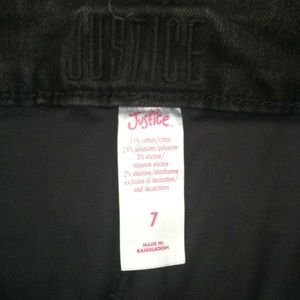 JUSTICE
Justice
71% cotton/coton
24% polyester/polyester
3% viscose/
rayonne viscose
2% elastane/élasthanne
exclusive of decoration/
sauf decorations
7
MADE IN
BANGLADESH